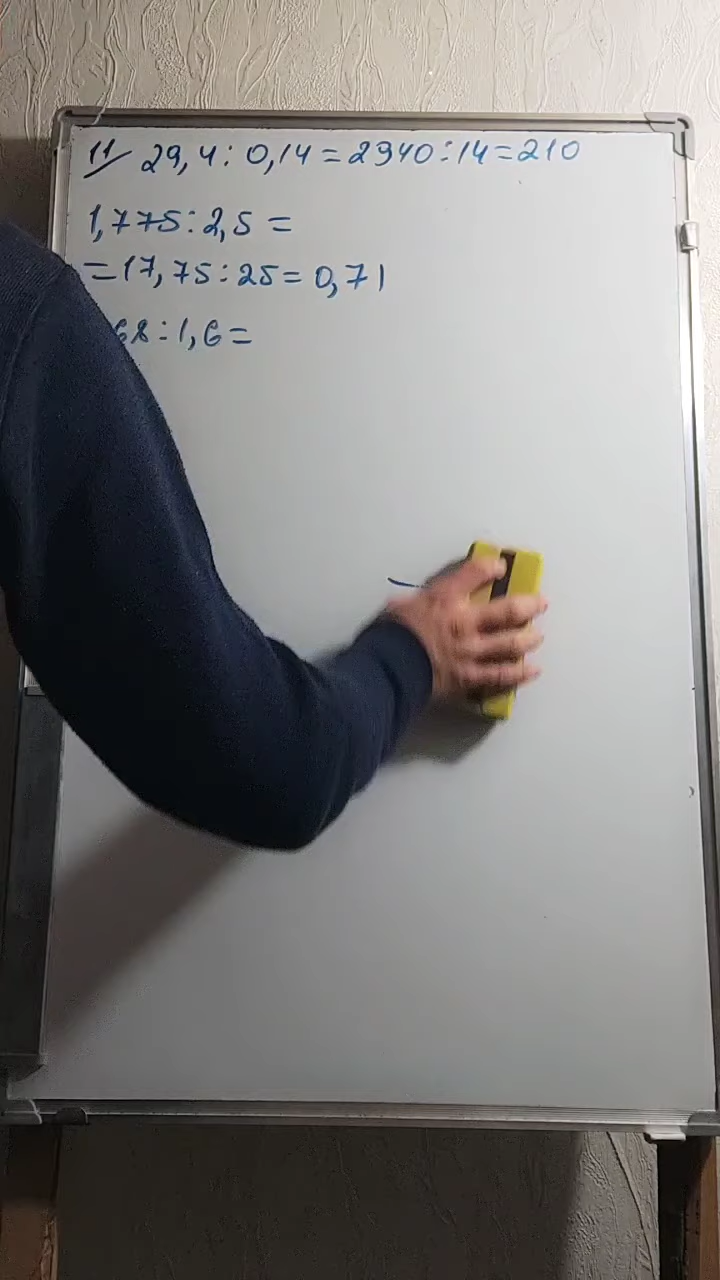 11 29,4 : 0,14 = 2940 : 14 = 210
1,775 : 2,5 =
= 17,75 : 25 = 0,71
68 : 1,6 =